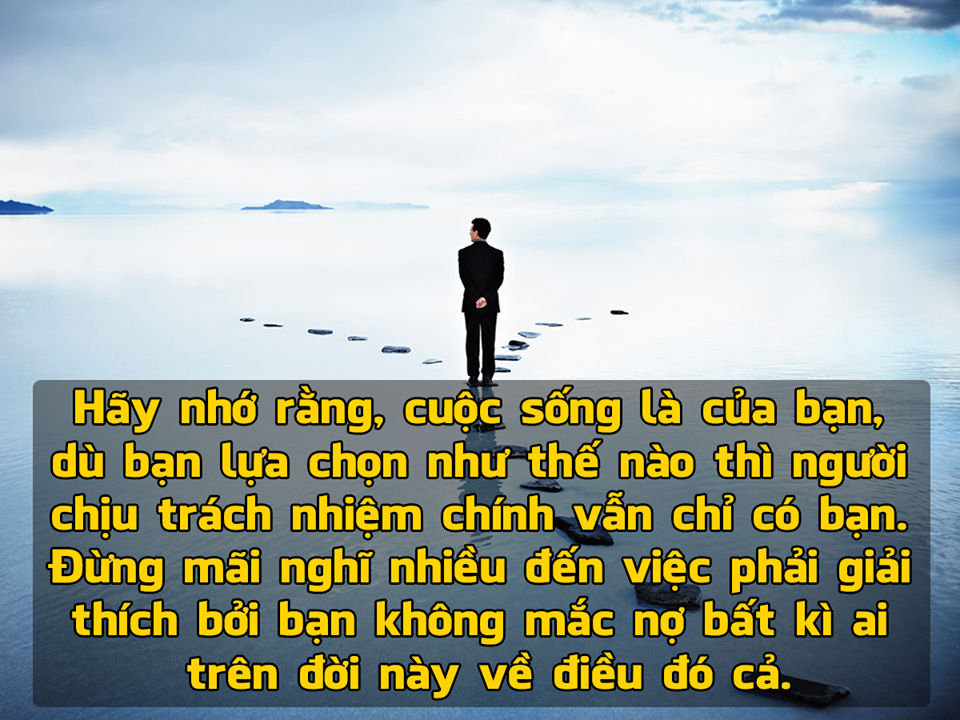 Hãy nhớ rằng, cuộc sống là của bạn,
dù bạn lựa chọn như thế nào thì người
chịu trách nhiệm chính vẫn chỉ có bạn.
Đừng mãi nghĩ nhiều đến việc phải giải
thích bởi bạn không mắc nợ bất kì ai
trên đời này về điều đó cả.